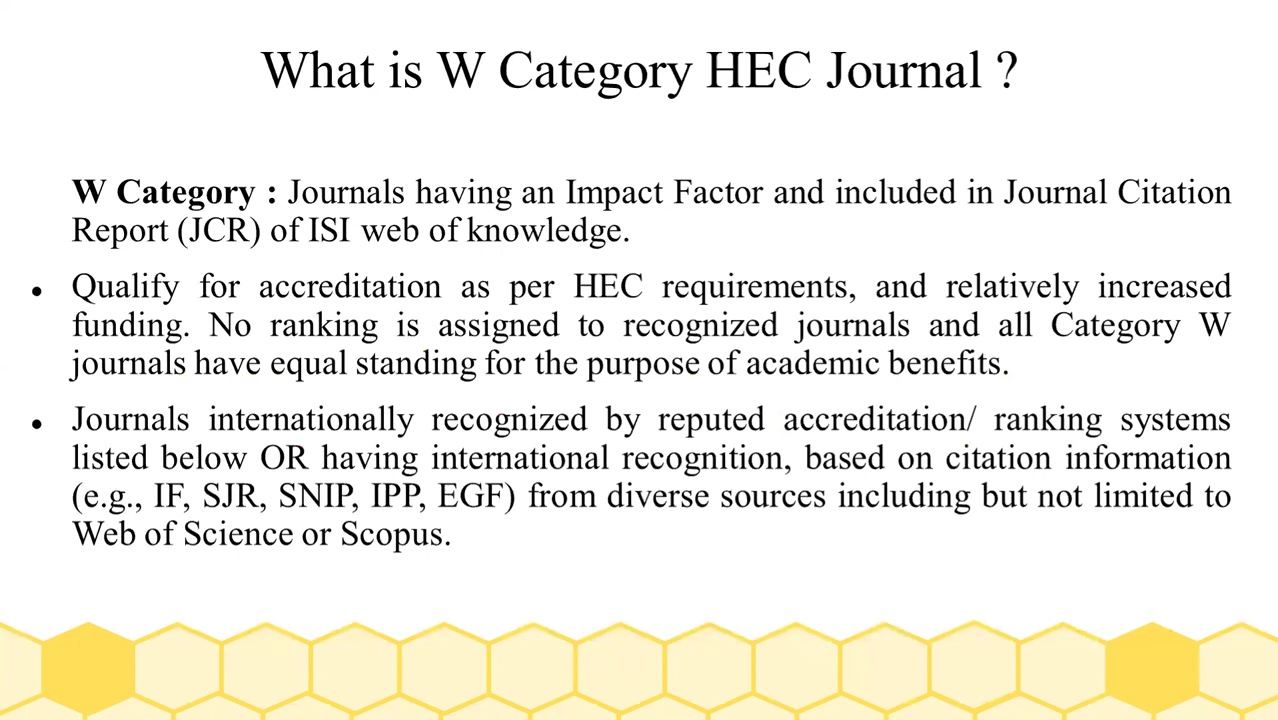 What is W Category HEC Journal ?
W Category : Journals having an Impact Factor and included in Journal Citation
Report (JCR) of ISI web of knowledge.
• Qualify for accreditation as per HEC requirements, and relatively increased
funding. No ranking is assigned to recognized journals and all Category W
journals have equal standing for the purpose of academic benefits.
• Journals internationally recognized by reputed accreditation/ ranking systems
listed below OR having international recognition, based on citation information
(e.g., IF, SJR, SNIP, IPP, EGF) from diverse sources including but not limited to
Web of Science or Scopus.